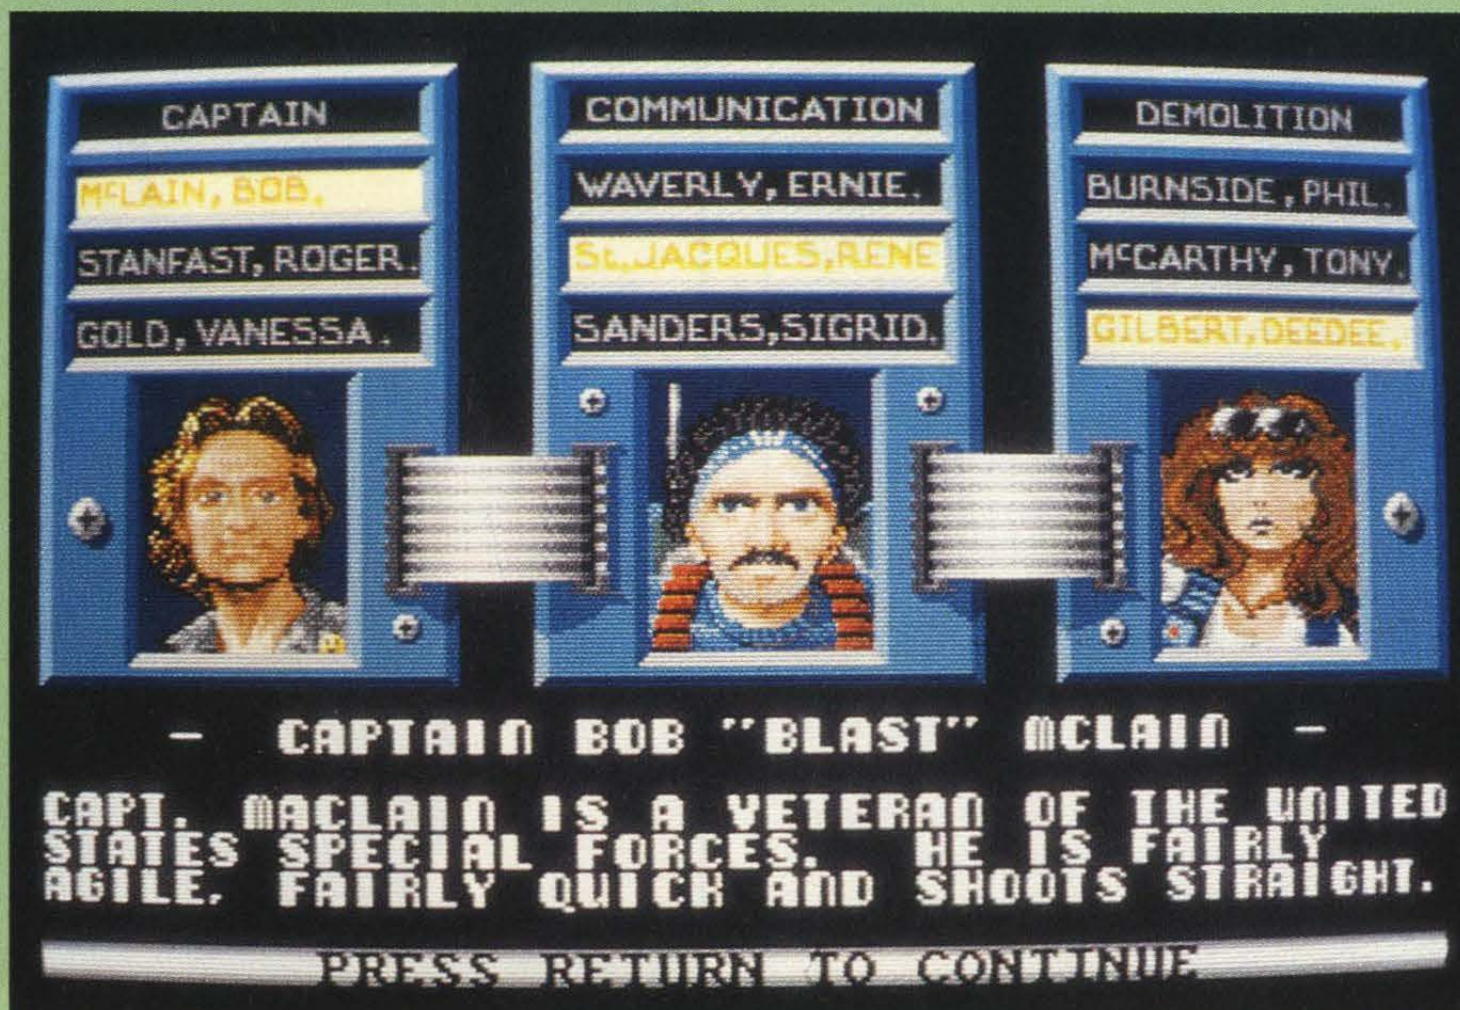 CAPTAIN
McLAIN, BOB.
STANFAST, ROGER.
GOLD, VANESSA.
COMMUNICATION
WAVERLY, ERNIE.
St.JACQUES,RENE
SANDERS,SIGRID.
DEMOLITION
BURNSIDE, PHIL.
McCARTHY, TONY.
GILBERT,DEEDEE.
- CAPTAIN BOB "BLAST" MCLAIN -
CAPT. MACLAIN IS A VETERAN OF THE UNITED
STATES SPECIAL FORCES. HE IS FAIRLY
AGILE, FAIRLY QUICK AND SHOOTS STRAIGHT.
PRESS RETURN TO CONTINUE